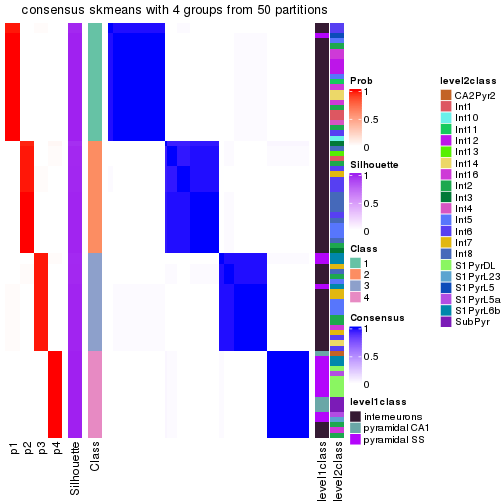 consensus skmeans with 4 groups from 50 partitions
p1
p2
p3
p4
Silhouette
Class
level1class
level2class
Prob
1
0.5
0
Silhouette
1
0.5
0
Class
1
2
3
4
Consensus
1
0.5
0
level1class
interneurons
pyramidal CA1
pyramidal SS
level2class
CA2Pyr2
Int1
Int10
Int11
Int12
Int13
Int14
Int16
Int2
Int3
Int4
Int5
Int6
Int7
Int8
S1PyrDL
S1PyrL23
S1PyrL5
S1PyrL5a
S1PyrL6b
SubPyr